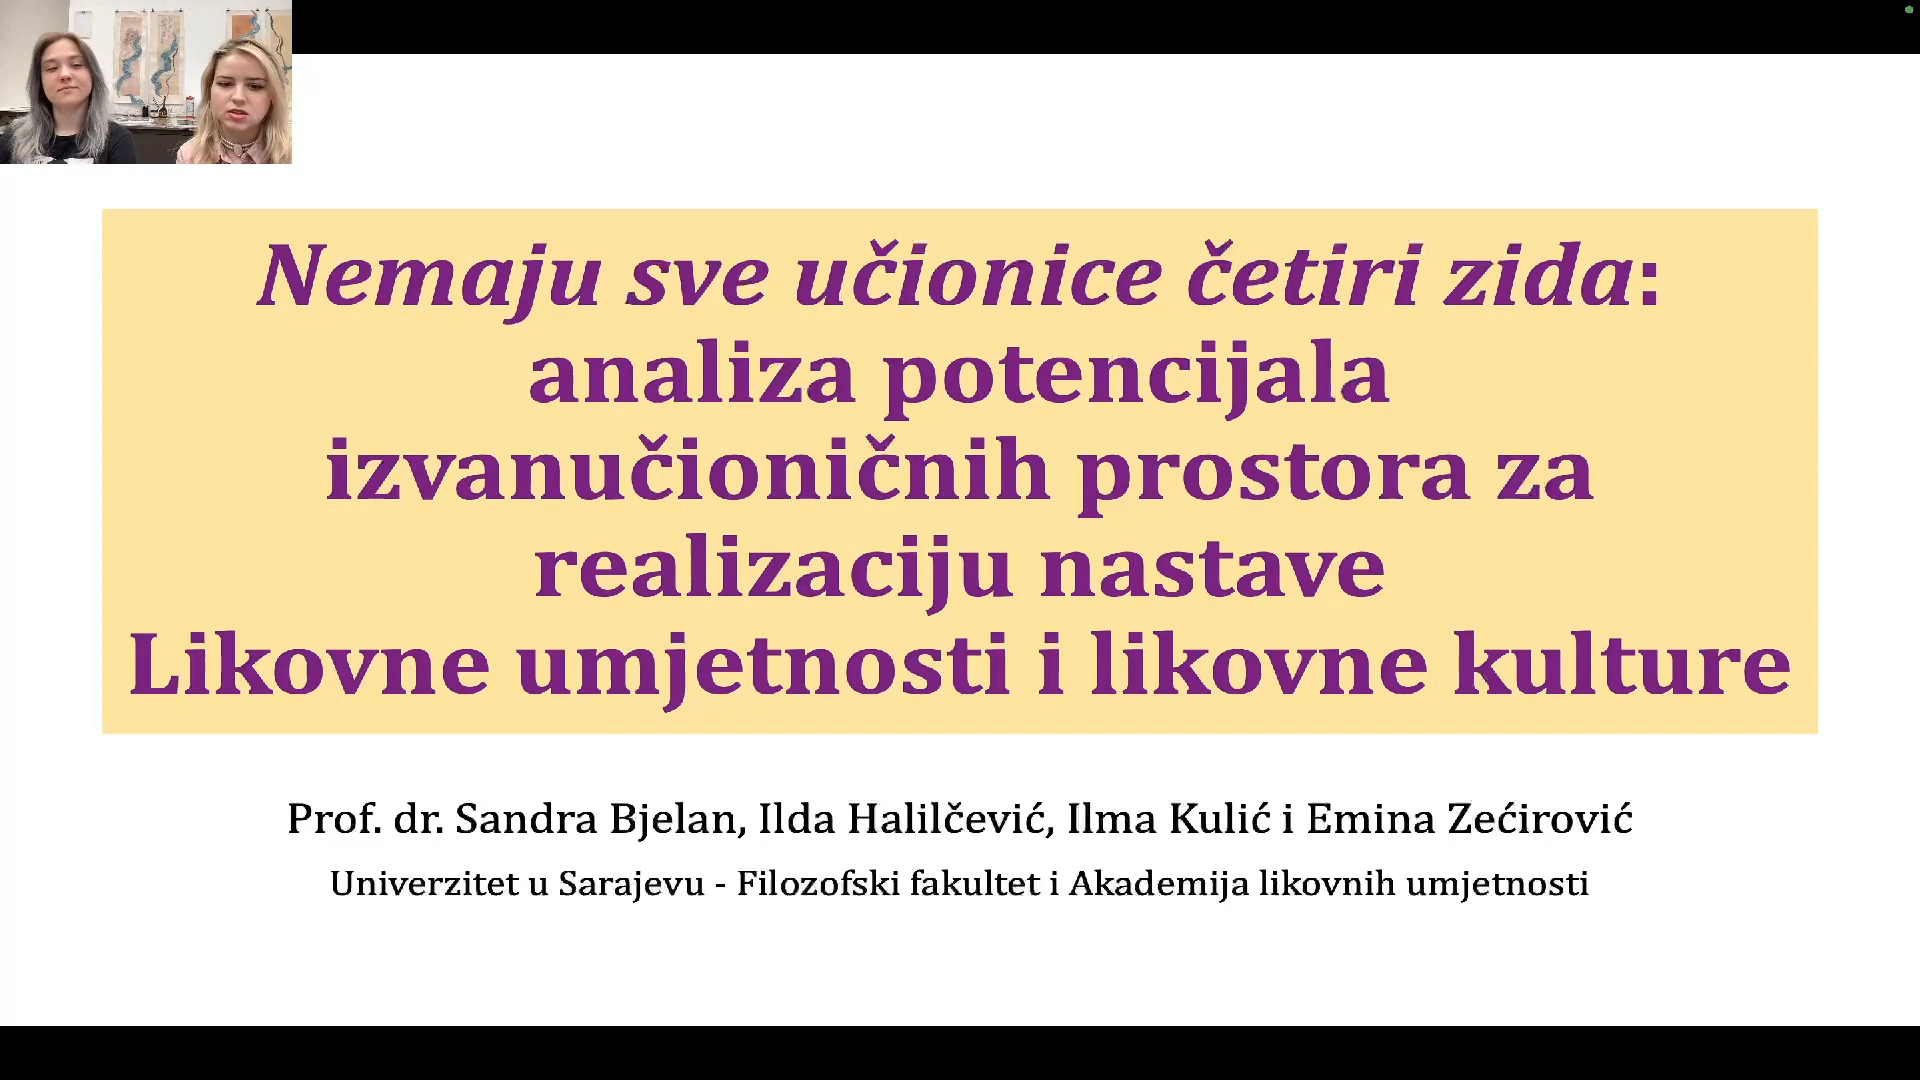 Nemaju sve učionice četiri zida:
analiza potencijala
izvanučioničnih prostora za
realizaciju nastave
Likovne umjetnosti i likovne kulture
Prof. dr. Sandra Bjelan, Ilda Halilčević, Ilma Kulić i Emina Zećirović
Univerzitet u Sarajevu - Filozofski fakultet i Akademija likovnih umjetnosti